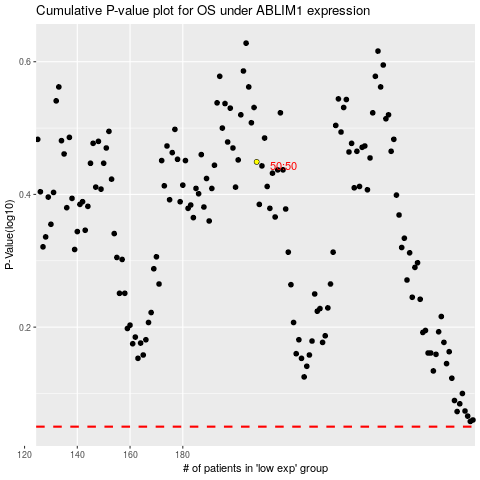 Cumulative P-value plot for OS under ABLIM1 expression
P-Value(log10)
0.6
0.4
0.2
50:50
120 140 160 180
# of patients in 'low exp' group